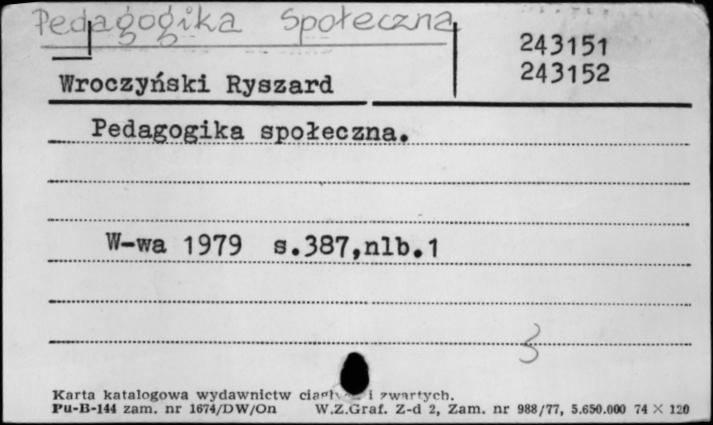 Pedagogika Społeczna
243151
243152
Wroczyński Ryszard
Pedagogika społeczna.
W-wa 1979 s.387,nlb.1
3
Karta katalogowa wydawnictw i zwartych.
Pu-B-144 zam. nr 1674/DW/On W.Z.Graf. Z-d 2, Zam. nr 988/77, 5.650.000 74 × 120